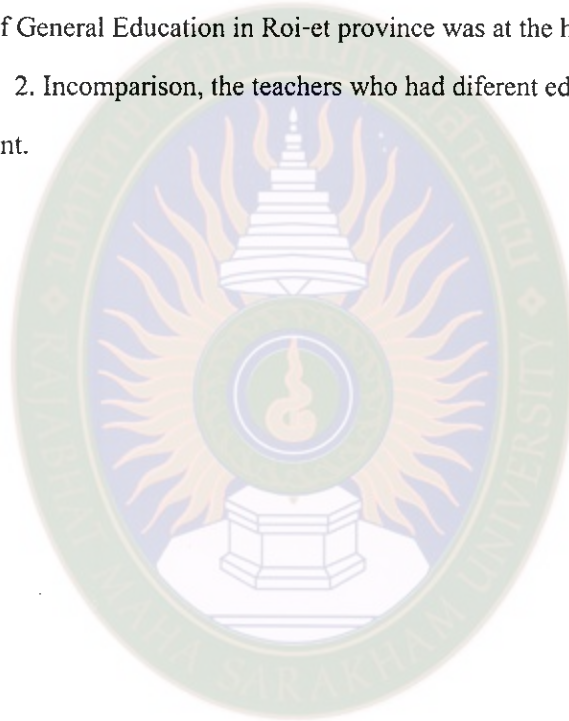 f General Education in Roi-et province was at the h
2. Incomparison, the teachers who had diferent ed
nt.
RAJABHAT MAHA SARAKHAM UNIVERSITY